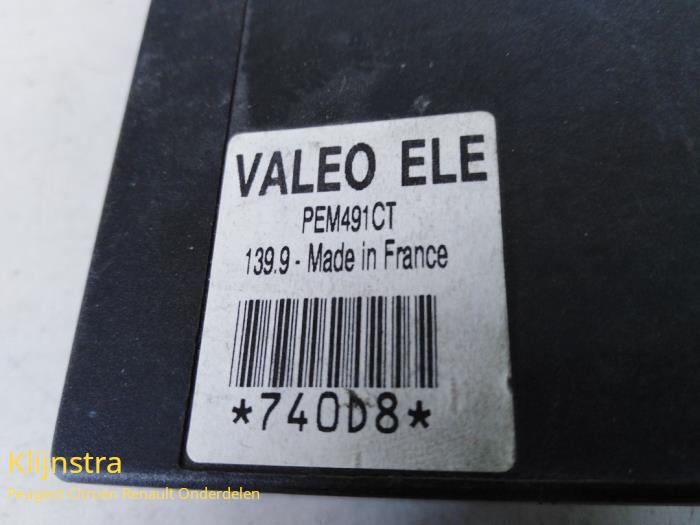 VALEO ELE
PEM491CT
139.9 - Made in France
*740D8*
Klijnstra
Peugeot Citroën Renault Onderdelen